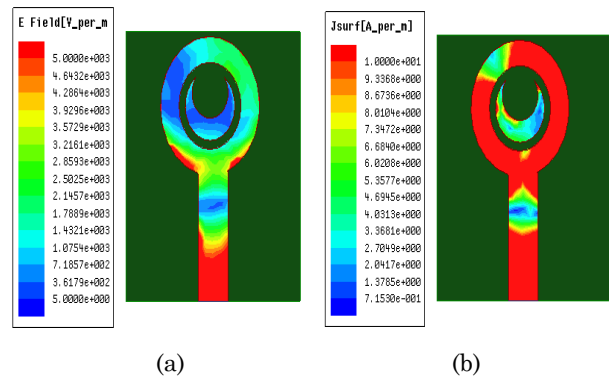 E Field[V_per_m
5.0000e+003
4.6432e+003
4.2864e+003
3.9296e+003
3.5729e+003
3.2161e+003
2.8593e+003
2.5025e+003
2.1457e+003
1.7889e+003
1.4321e+003
1.0754e+003
7.1857e+002
3.6179e+002
5.0000e+000
Jsurf[A_per_m]
1.0000e+001
9.3368e+000
8.6736e+000
8.0104e+000
7.3472e+000
6.6840e+000
6.0208e+000
5.3577e+000
4.6945e+000
4.0313e+000
3.3681e+000
2.7049e+000
2.0417e+000
1.3785e+000
7.1530e-001
(a)
(b)